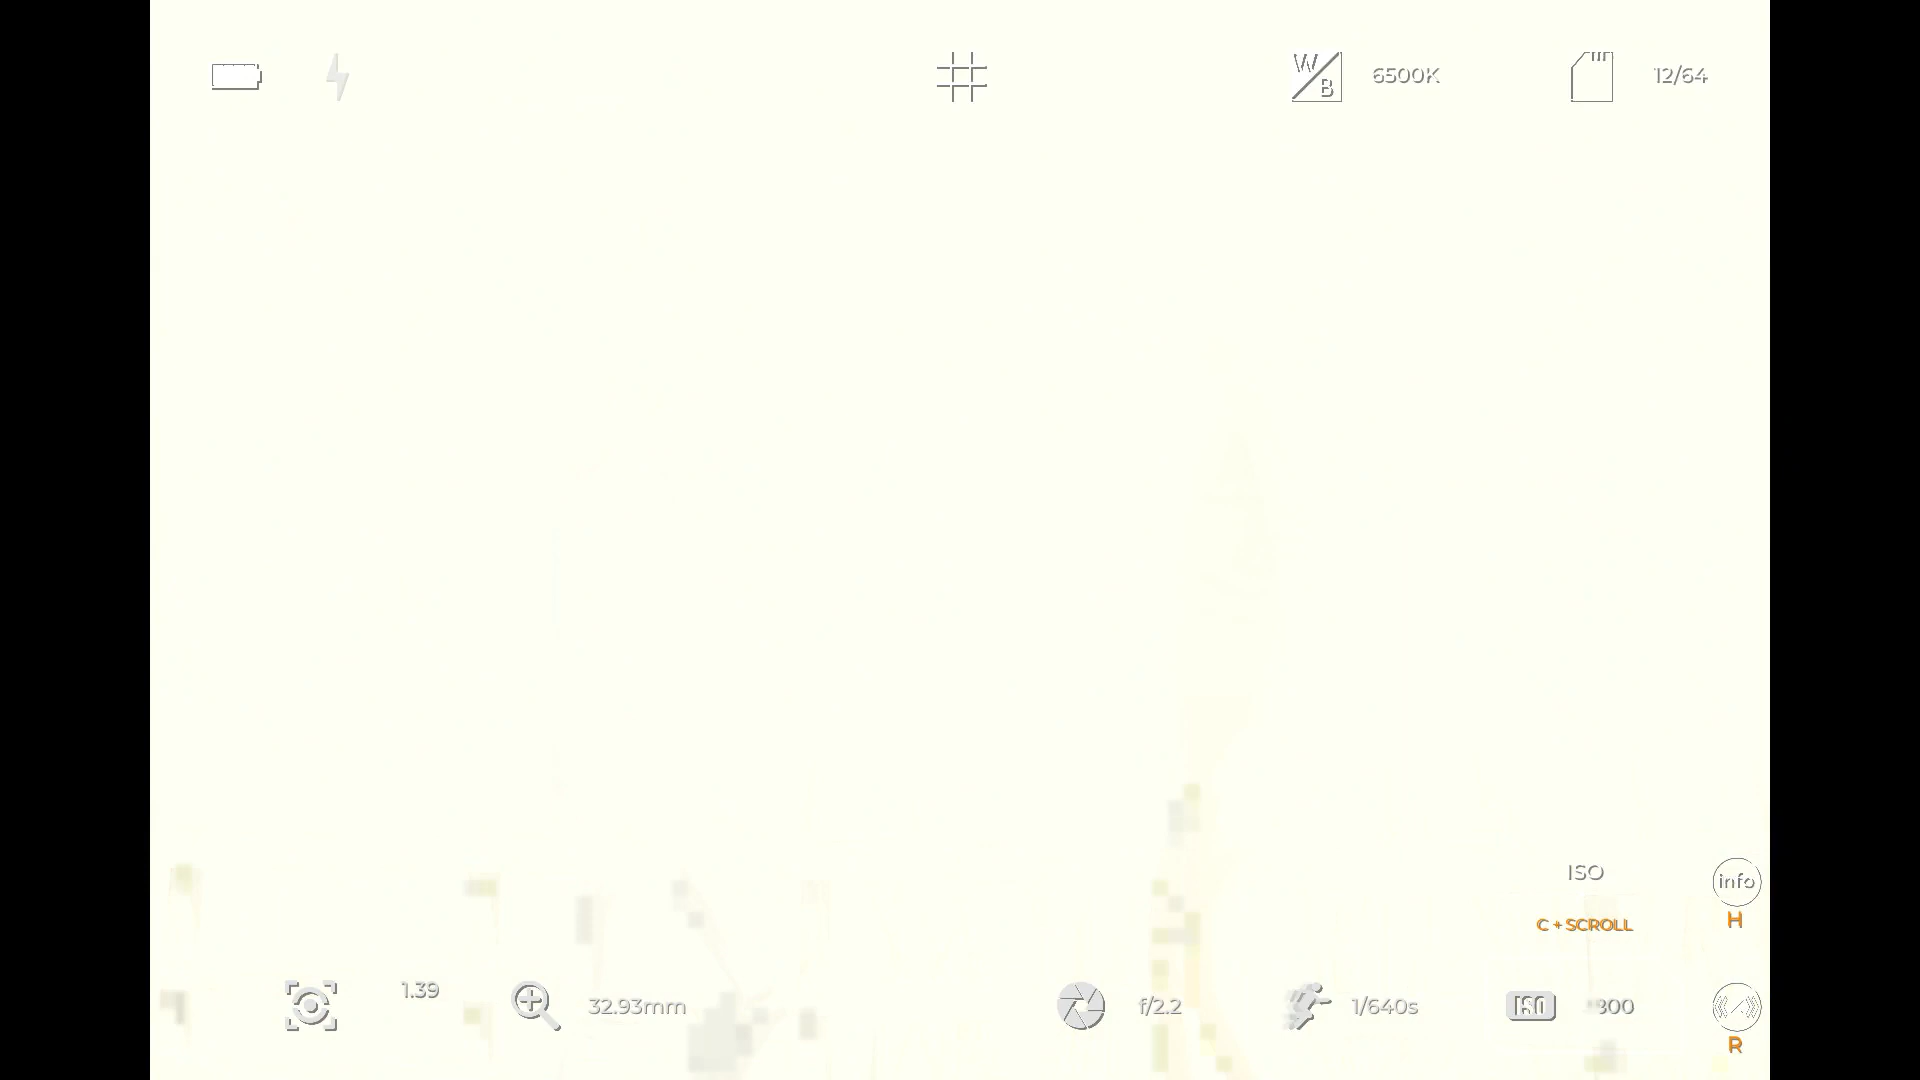 W B 6500K 12/64
ISO
info
C + SCROLL
H
1.39
32.93mm f/2.2 1/640s ISO
R